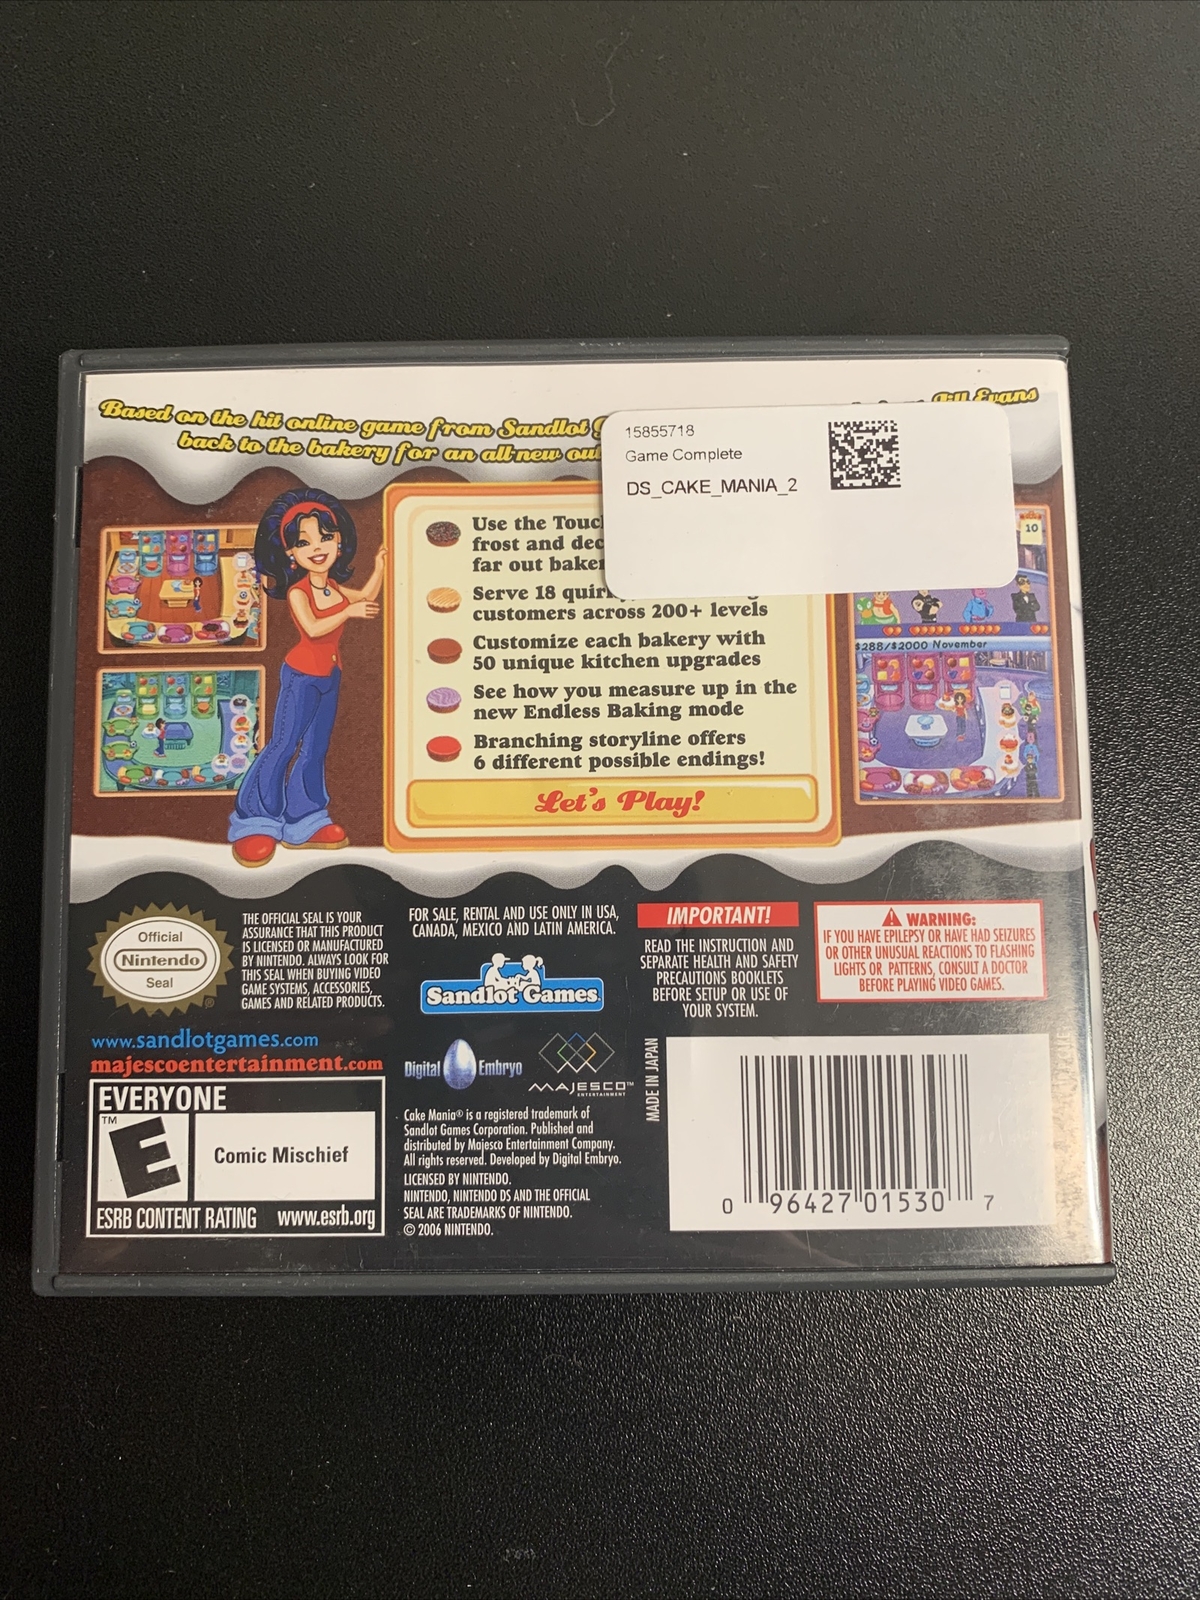 Based on the hit online game from Sandlot
Jill Evans
back to the bakery for an all-new
15855718
Game Complete
DS_CAKE_MANIA_2
Use the
frost and
far out
Serve 18
customers across 200+ levels
Customize each bakery with
50 unique kitchen upgrades
See how you measure up in the
new Endless Baking mode
Branching storyline offers
6 different possible endings!
Let's Play!
10
$288/$2000 November
Official
Nintendo
Seal
®
THE OFFICIAL SEAL IS YOUR
ASSURANCE THAT THIS PRODUCT
IS LICENSED OR MANUFACTURED
BY NINTENDO. ALWAYS LOOK FOR
THIS SEAL WHEN BUYING VIDEO
GAME SYSTEMS, ACCESSORIES,
GAMES AND RELATED PRODUCTS.
www.sandlotgames.com
majescoentertainment.com
EVERYONE
TM
E
Comic Mischief
ESRB CONTENT RATING www.esrb.org
FOR SALE, RENTAL AND USE ONLY IN USA,
CANADA, MEXICO AND LATIN AMERICA.
Sandlot Games
Digital Embryo
MAJESCO™
ENTERTAINMENT
Cake Mania® is a registered trademark of
Sandlot Games Corporation. Published and
distributed by Majesco Entertainment Company.
All rights reserved. Developed by Digital Embryo.
LICENSED BY NINTENDO.
NINTENDO, NINTENDO DS AND THE OFFICIAL
SEAL ARE TRADEMARKS OF NINTENDO.
© 2006 NINTENDO.
IMPORTANT!
READ THE INSTRUCTION AND
SEPARATE HEALTH AND SAFETY
PRECAUTIONS BOOKLETS
BEFORE SETUP OR USE OF
YOUR SYSTEM.
WARNING:
IF YOU HAVE EPILEPSY OR HAVE HAD SEIZURES
OR OTHER UNUSUAL REACTIONS TO FLASHING
LIGHTS OR PATTERNS, CONSULT A DOCTOR
BEFORE PLAYING VIDEO GAMES.
MADE IN JAPAN
0 96427 01530 7